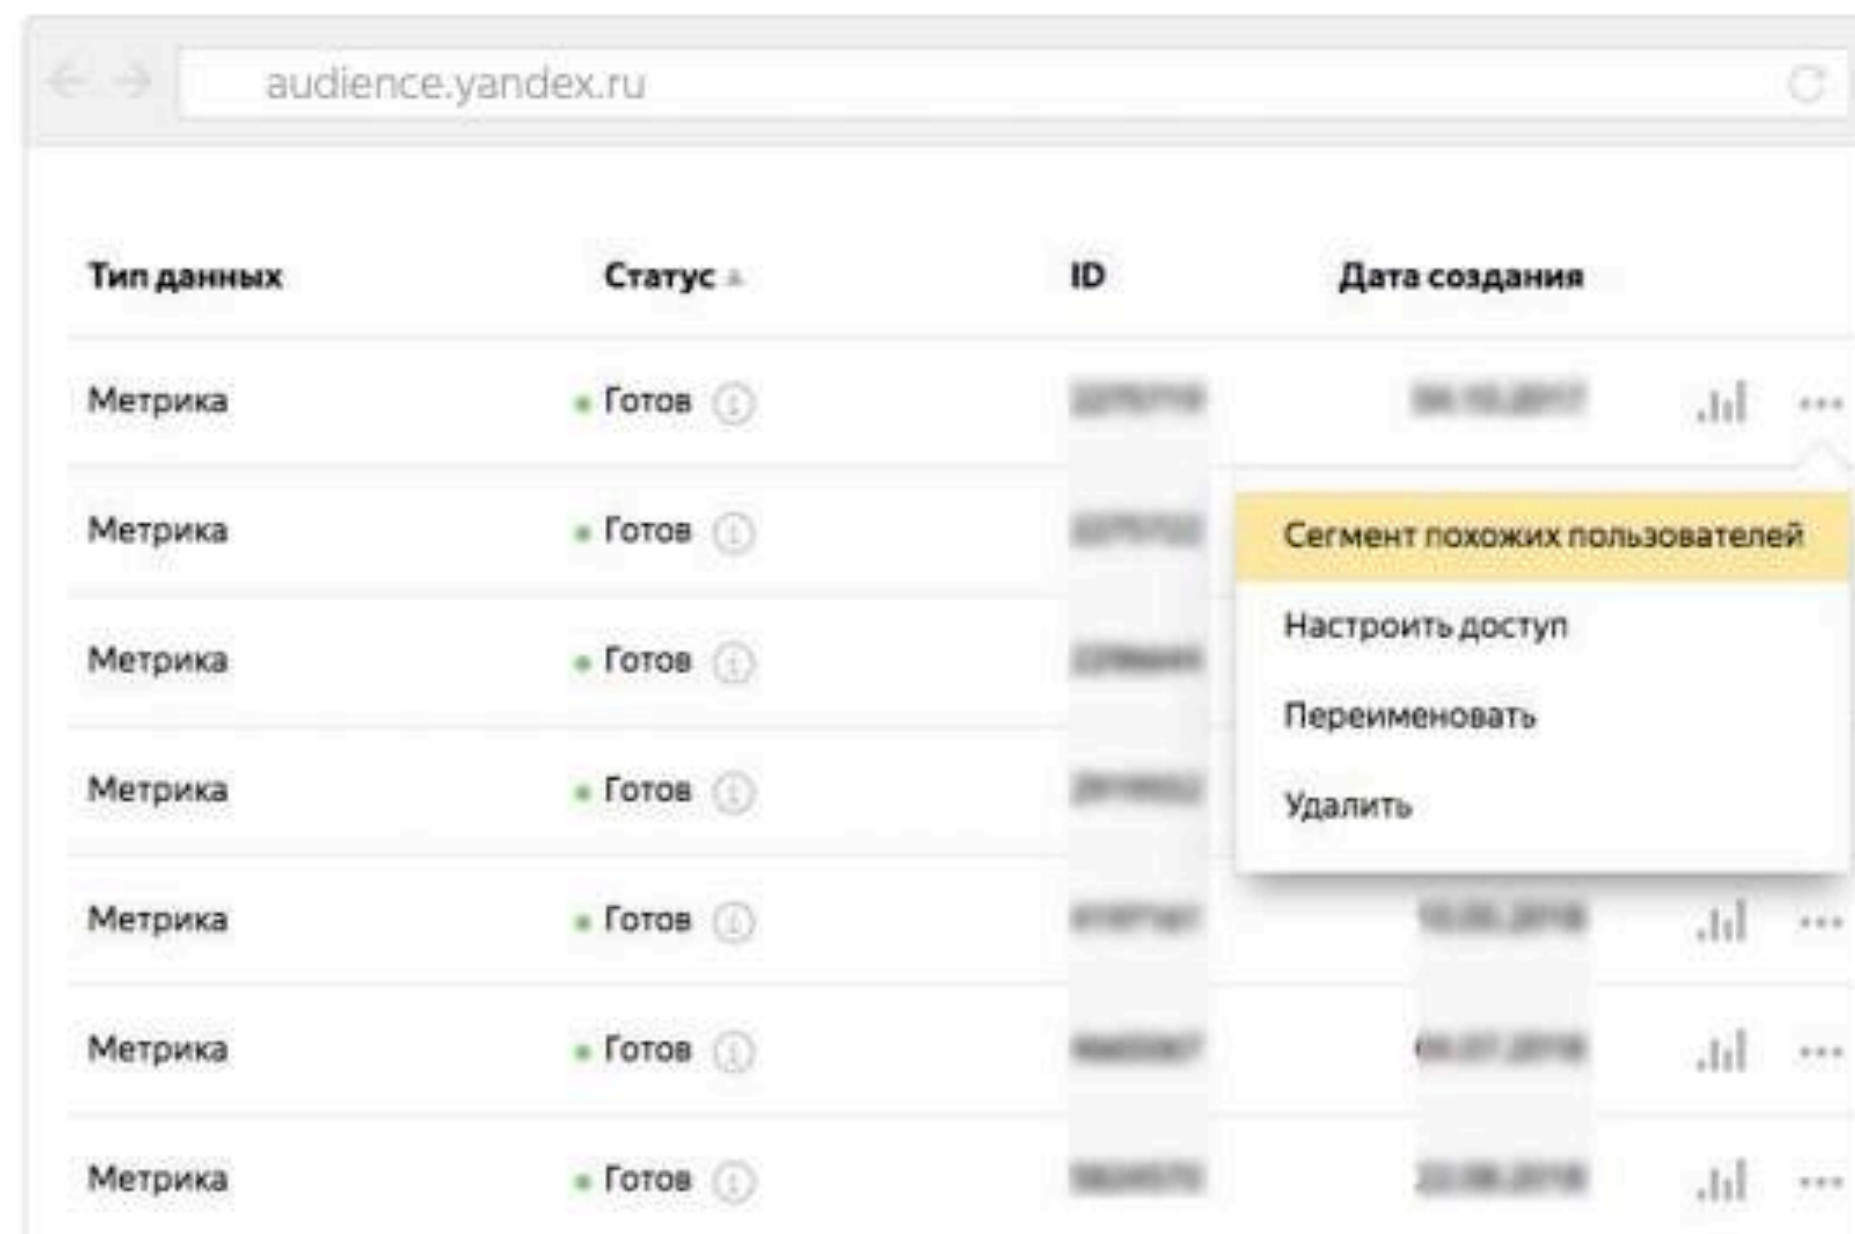 audience.yandex.ru
Тип данных Статус ID Дата создания
Метрика Готов
Метрика Готов
Сегмент похожих пользователей
Настроить доступ
Метрика Готов
Переименовать
Метрика Готов
Удалить
Метрика Готов
Метрика Готов
Метрика Готов